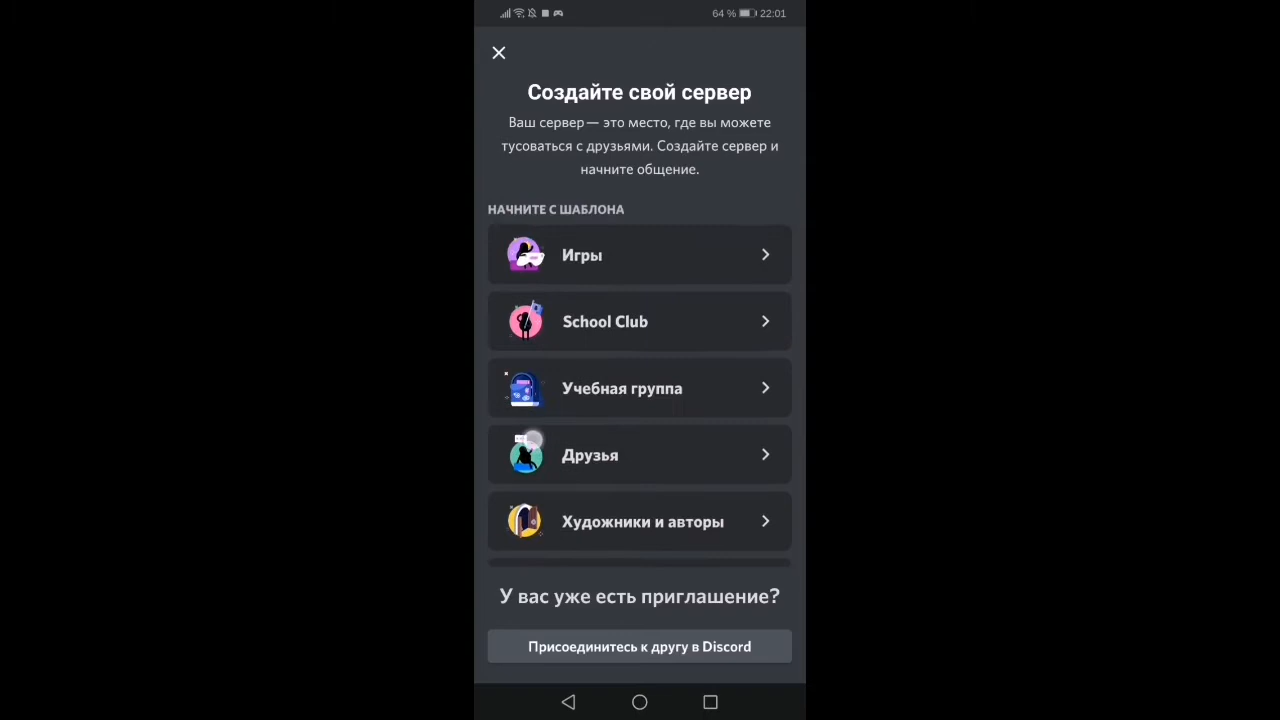 64 % 22:01
Создайте свой сервер
Ваш сервер — это место, где вы можете
тусоваться с друзьями. Создайте сервер и
начните общение.
НАЧНИТЕ С ШАБЛОНА
Игры
School Club
Учебная группа
Друзья
Художники и авторы
У вас уже есть приглашение?
Присоединитесь к другу в Discord